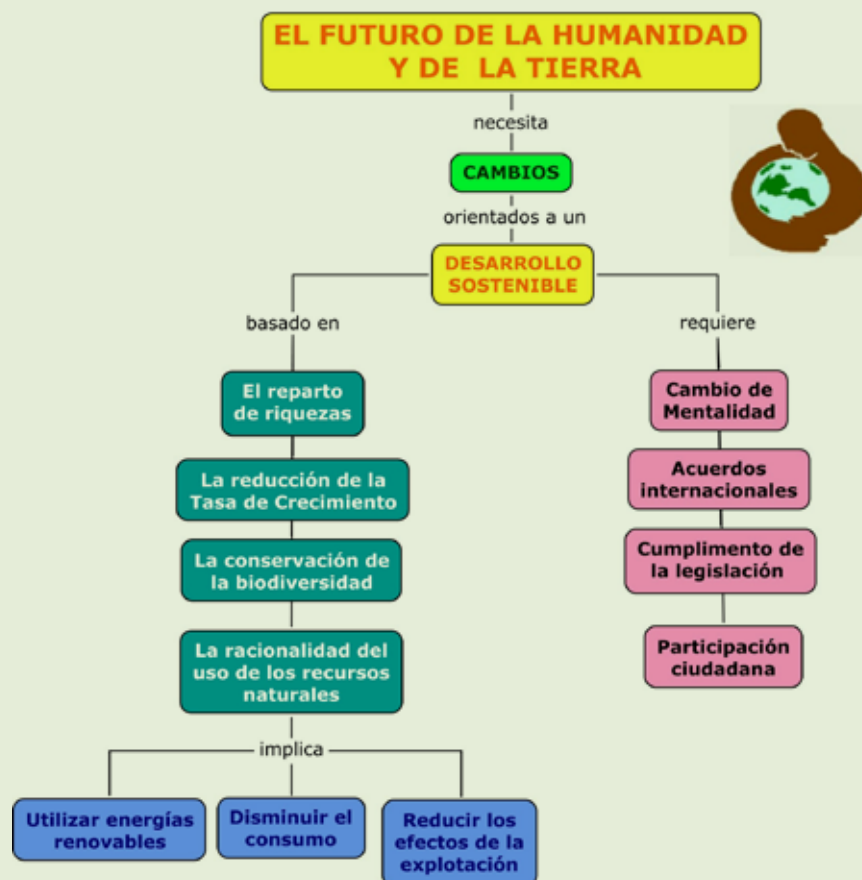 EL FUTURO DE LA HUMANIDAD
Y DE LA TIERRA
necesita
CAMBIOS
orientados a un
DESARROLLO
SOSTENIBLE
basado en
El reparto
de riquezas
La reducción de la
Tasa de Crecimiento
La conservación de
la biodiversidad
La racionalidad del
uso de los recursos
naturales
implica
Utilizar energías
renovables
Disminuir el
consumo
Reducir los
efectos de la
explotación
requiere
Cambio de
Mentalidad
Acuerdos
internacionales
Cumplimento de
la legislación
Participación
ciudadana